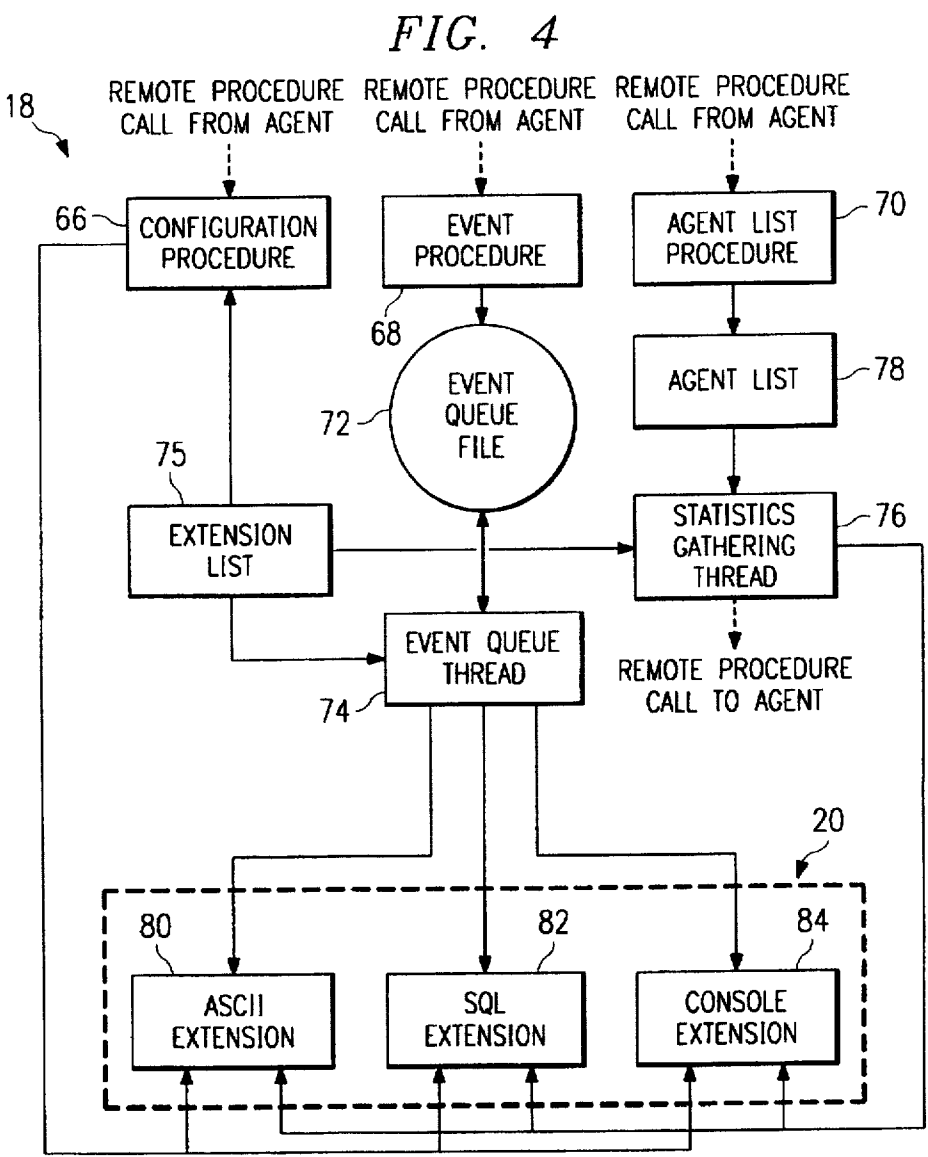 FIG. 4
18
REMOTE PROCEDURE
CALL FROM AGENT
REMOTE PROCEDURE
CALL FROM AGENT
REMOTE PROCEDURE
CALL FROM AGENT
66
CONFIGURATION
PROCEDURE
EVENT
PROCEDURE
68
AGENT LIST
PROCEDURE
70
72
EVENT
QUEUE
FILE
AGENT LIST
78
75
EXTENSION
LIST
STATISTICS
GATHERING
THREAD
76
EVENT QUEUE
THREAD
74
REMOTE PROCEDURE
CALL TO AGENT
20
80
ASCII
EXTENSION
82
SQL
EXTENSION
84
CONSOLE
EXTENSION